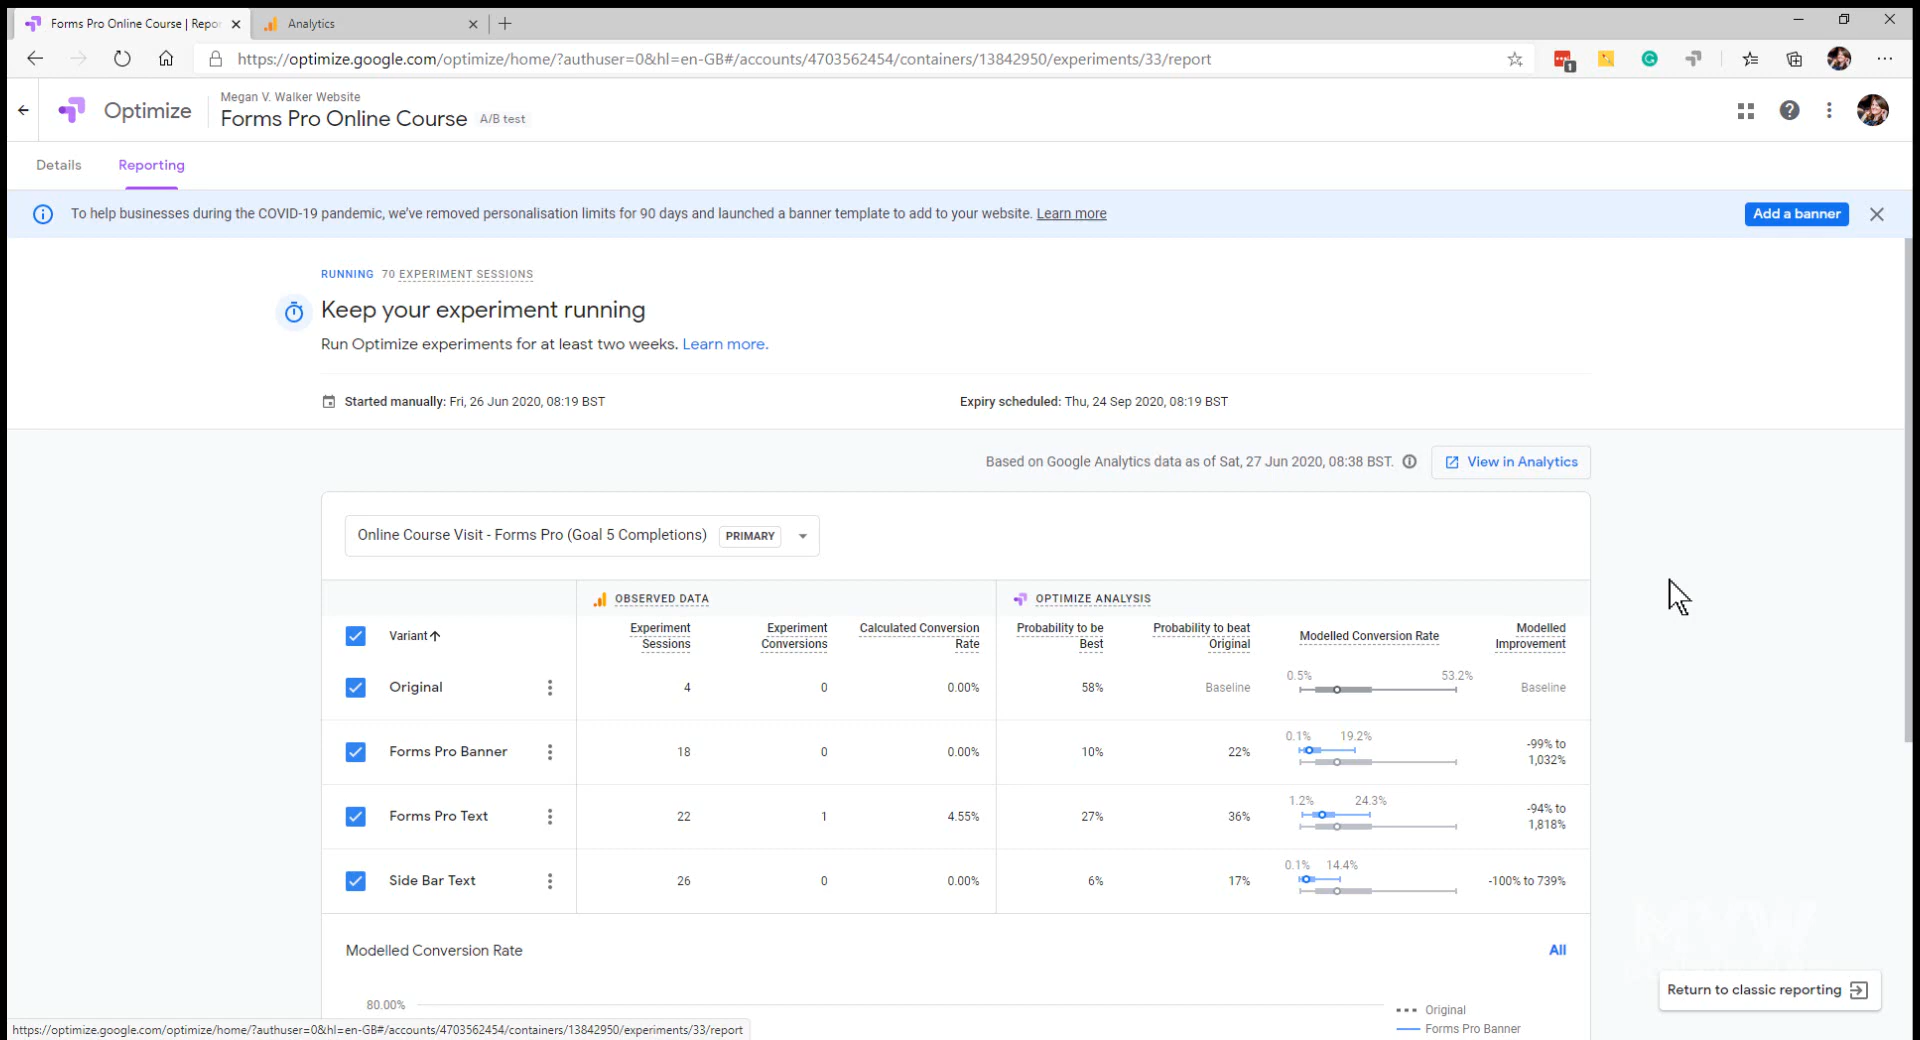 Forms Pro Online Course | Repor
Analytics
https://optimize.google.com/optimize/home/?authuser=0&hl=en-GB#/accounts/4703562454/containers/13842950/experiments/33/report
1
Optimize
Megan V. Walker Website
Forms Pro Online Course A/B test
Details Reporting
To help businesses during the COVID-19 pandemic, we've removed personalisation limits for 90 days and launched a banner template to add to your website. Learn more
Add a banner
RUNNING 70 EXPERIMENT SESSIONS
Keep your experiment running
Run Optimize experiments for at least two weeks. Learn more.
Started manually: Fri, 26 Jun 2020, 08:19 BST
Expiry scheduled: Thu, 24 Sep 2020, 08:19 BST
Based on Google Analytics data as of Sat, 27 Jun 2020, 08:38 BST.
View in Analytics
Online Course Visit - Forms Pro (Goal 5 Completions) PRIMARY
OBSERVED DATA
OPTIMIZE ANALYSIS
Variant
Experiment Sessions
Experiment Conversions
Calculated Conversion Rate
Probability to be Best
Probability to beat Original
Modelled Conversion Rate
Modelled Improvement
Original 4 0 0.00% 58% Baseline 0.5% 53.2% Baseline
Forms Pro Banner 18 0 0.00% 10% 22% 0.1% 19.2% -99% to 1,032%
Forms Pro Text 22 1 4.55% 27% 36% 1.2% 24.3% -94% to 1,818%
Side Bar Text 26 0 0.00% 6% 17% 0.1% 14.4% -100% to 739%
Modelled Conversion Rate
All
80.00%
Original
Forms Pro Banner
MVW
Return to classic reporting
https://optimize.google.com/optimize/home/?authuser=0&hl=en-GB#/accounts/4703562454/containers/13842950/experiments/33/report